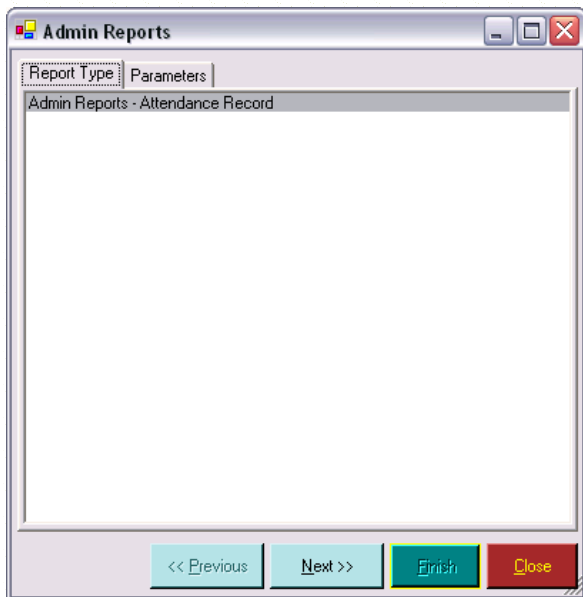 Admin Reports
Report Type Parameters
Admin Reports - Attendance Record
<< Previous Next >> Finish Close